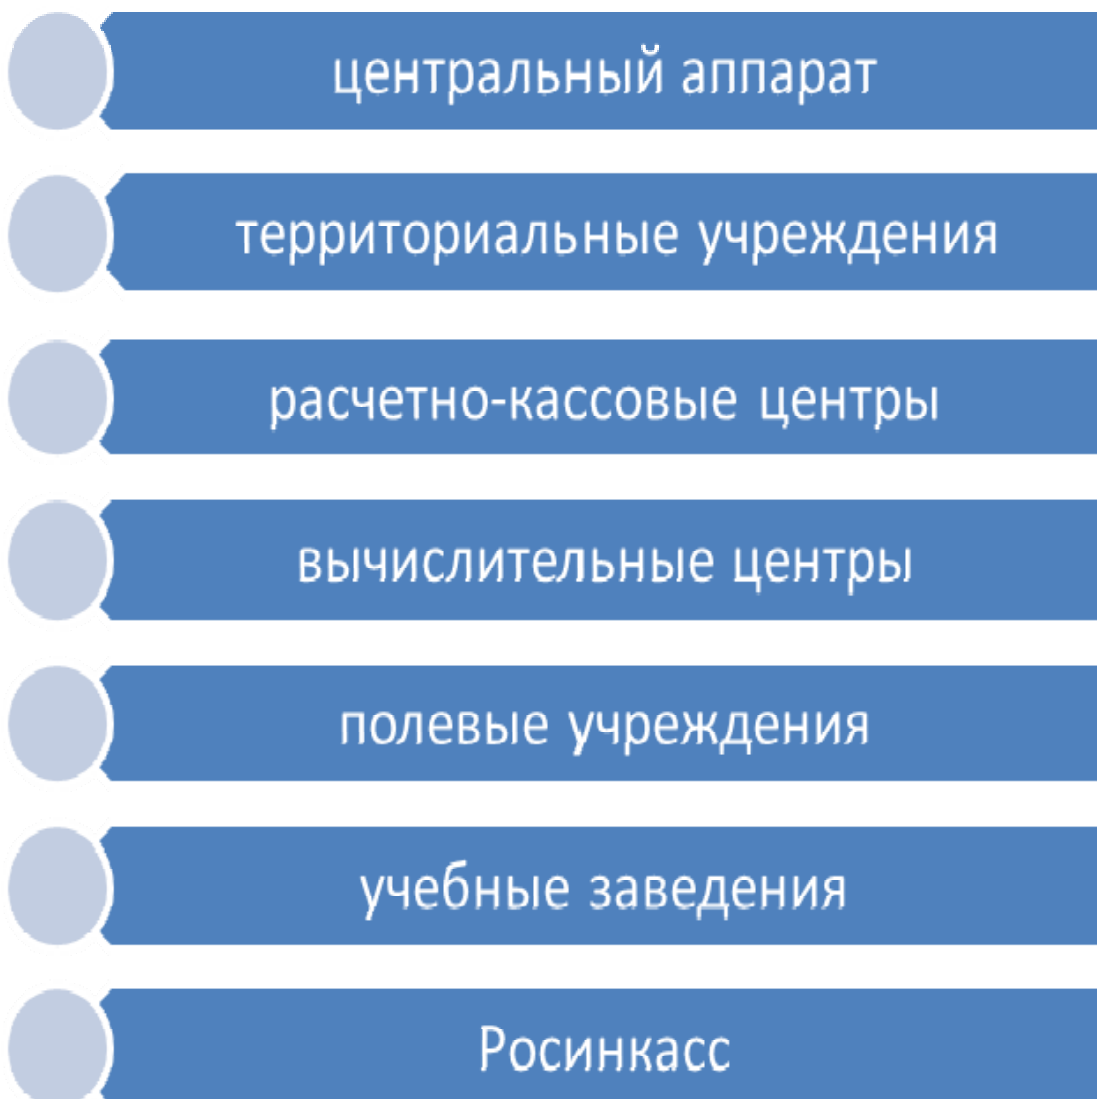 центральный аппарат
территориальные учреждения
расчетно-кассовые центры
вычислительные центры
полевые учреждения
учебные заведения
Росинкасс